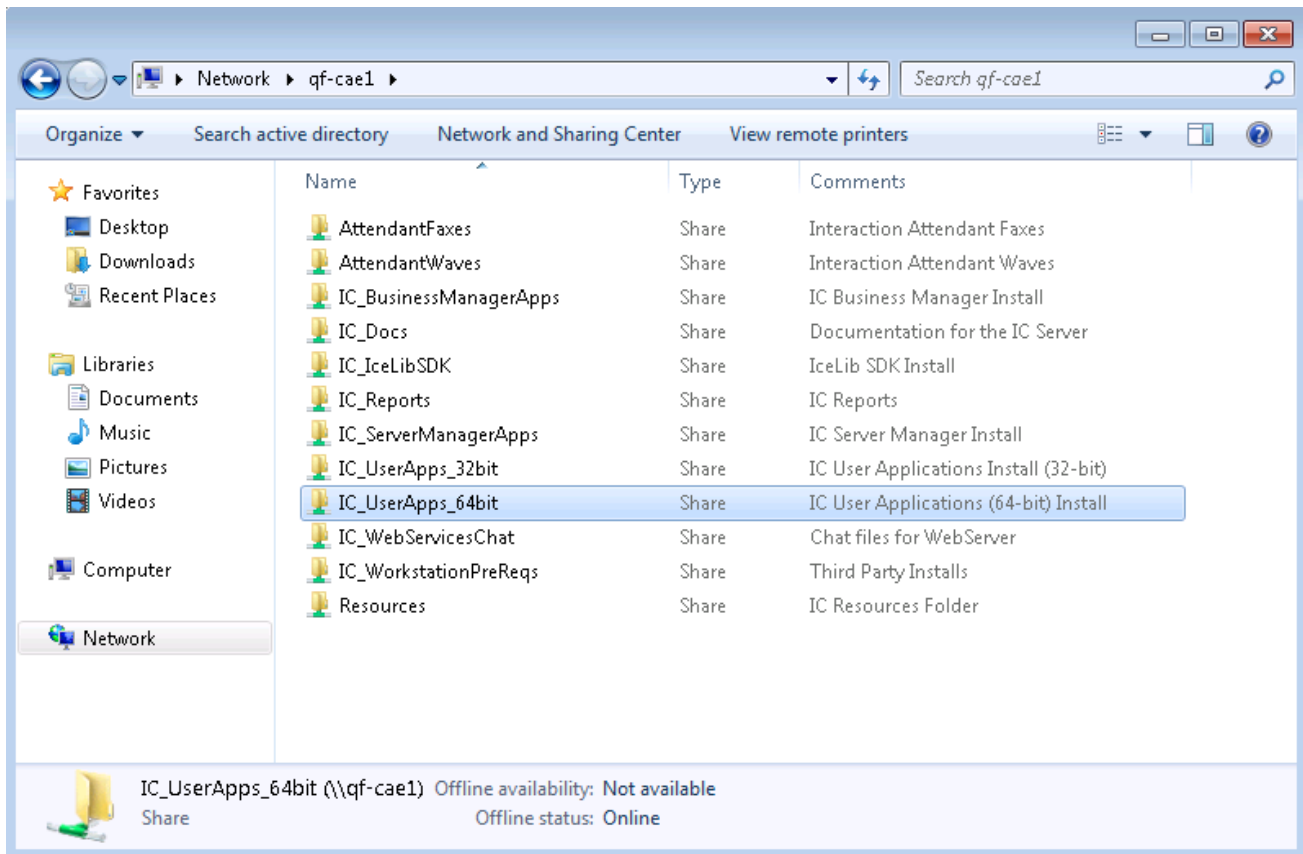 Network ▸ qf-cae1 ▸ Search qf-cae1
Organize Search active directory Network and Sharing Center View remote printers
Name Type Comments
Favorites
Desktop
Downloads
Recent Places
Libraries
Documents
Music
Pictures
Videos
Computer
Network
AttendantFaxes Share Interaction Attendant Faxes
AttendantWaves Share Interaction Attendant Waves
IC_BusinessManagerApps Share IC Business Manager Install
IC_Docs Share Documentation for the IC Server
IC_IceLibSDK Share IceLib SDK Install
IC_Reports Share IC Reports
IC_ServerManagerApps Share IC Server Manager Install
IC_UserApps_32bit Share IC User Applications Install (32-bit)
IC_UserApps_64bit Share IC User Applications (64-bit) Install
IC_WebServicesChat Share Chat files for WebServer
IC_WorkstationPreReqs Share Third Party Installs
Resources Share IC Resources Folder
IC_UserApps_64bit (\\qf-cae1) Offline availability: Not available
Share Offline status: Online